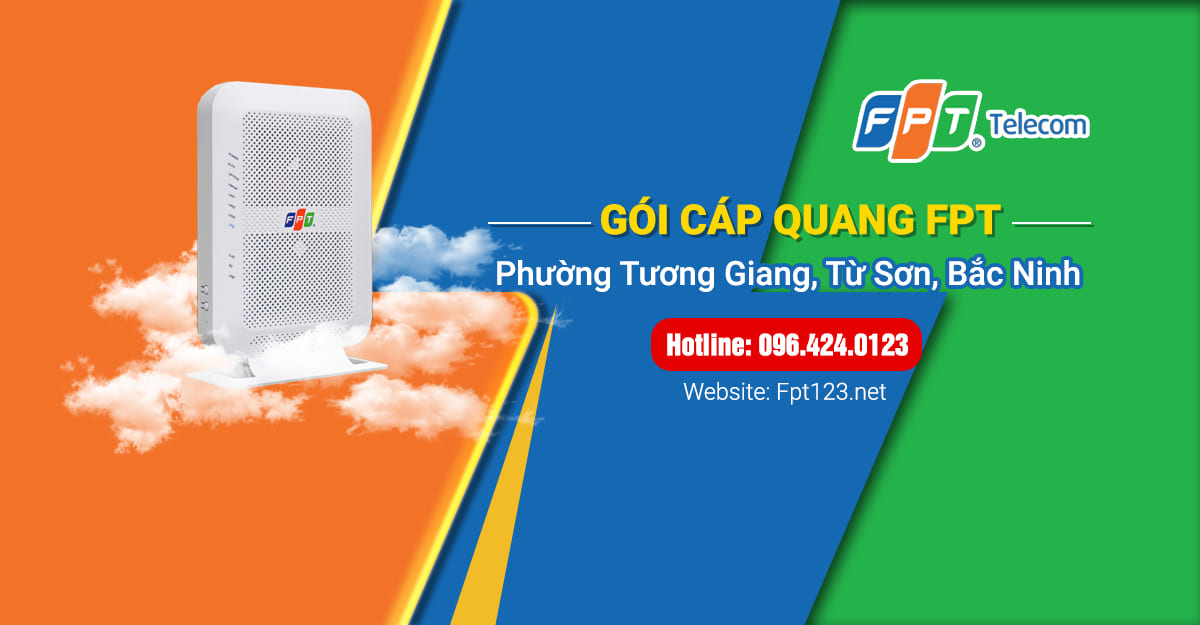 FPT® Telecom
FPT®
GÓI CÁP QUANG FPT
Phường Tương Giang, Từ Sơn, Bắc Ninh
Hotline: 096.424.0123
Website: Fpt123.net